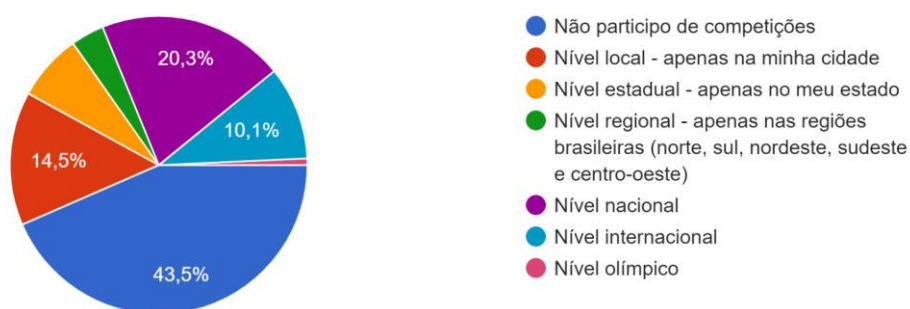 20,3%
10,1%
14,5%
43,5%
Não participo de competições
Nível local - apenas na minha cidade
Nível estadual - apenas no meu estado
Nível regional - apenas nas regiões
brasileiras (norte, sul, nordeste, sudeste
e centro-oeste)
Nível nacional
Nível internacional
Nível olímpico